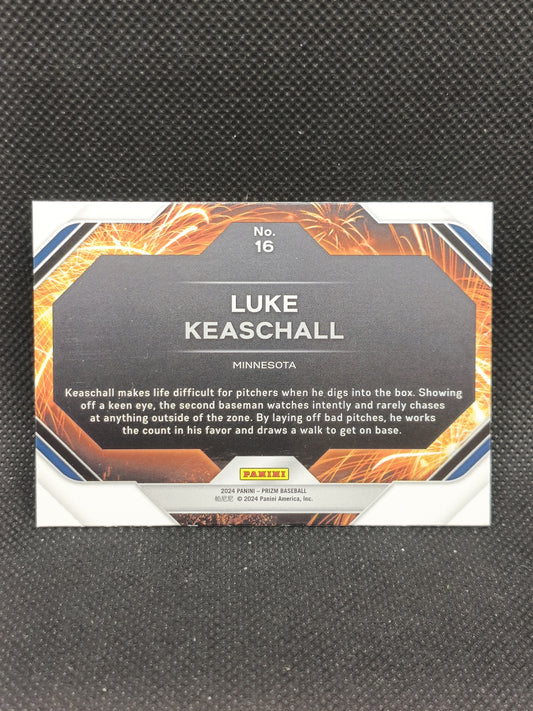 No.
16
LUKE
KEASCHALL
MINNESOTA
Keaschall makes life difficult for pitchers when he digs into the box. Showing
off a keen eye, the second baseman watches intently and rarely chases
at anything outside of the zone. By laying off bad pitches, he works
the count in his favor and draws a walk to get on base.
PANINI
2024 PANINI – PRIZM BASEBALL
帕尼尼 © 2024 Panini America, Inc.